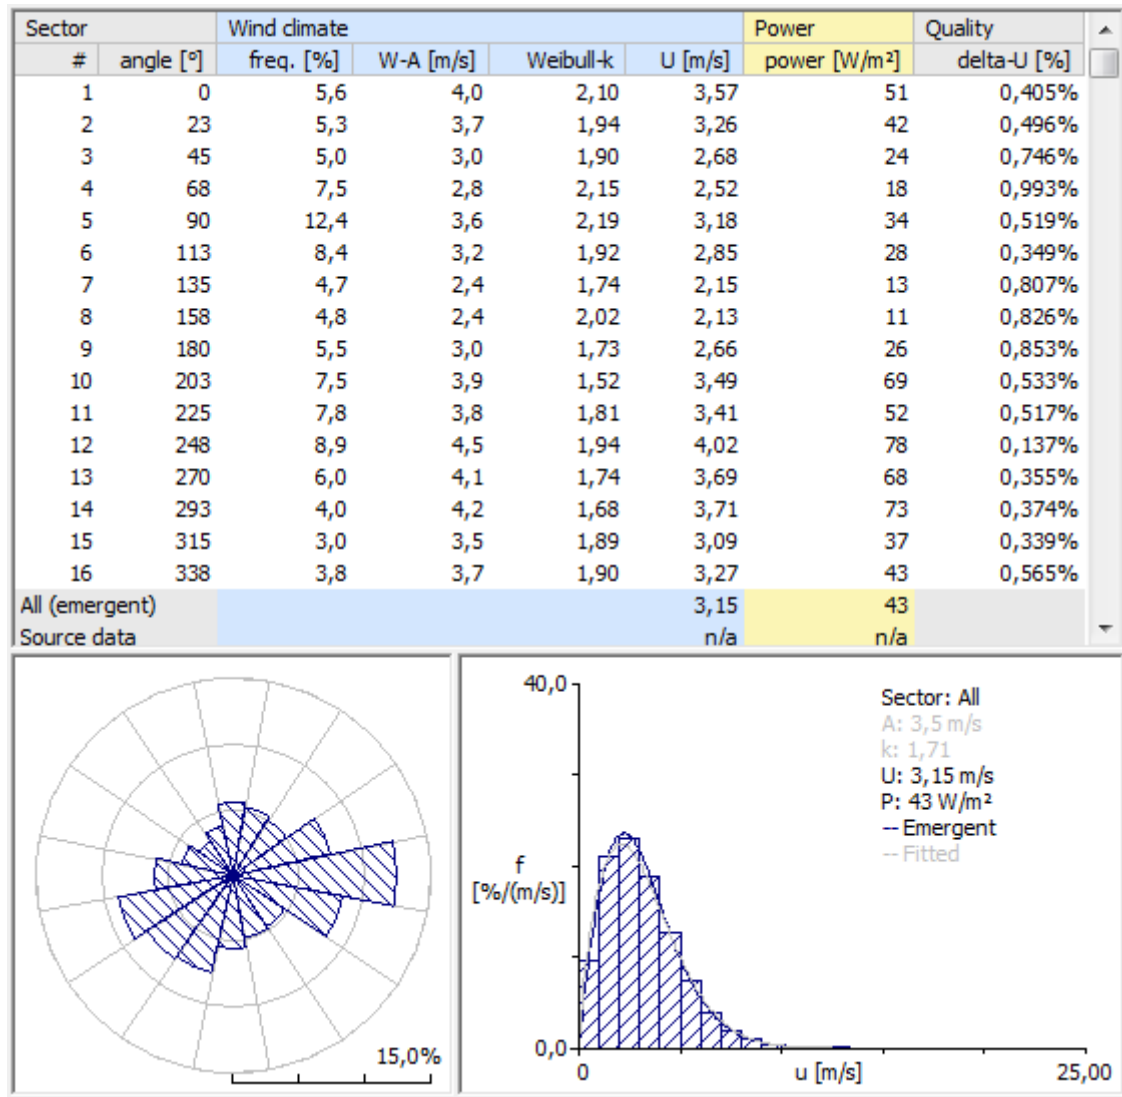 Sector Wind climate Power Quality
# angle [°] freq. [%] W-A [m/s] Weibull-k U [m/s] power [W/m²] delta-U [%]
1 0 5,6 4,0 2,10 3,57 51 0,405%
2 23 5,3 3,7 1,94 3,26 42 0,496%
3 45 5,0 3,0 1,90 2,68 24 0,746%
4 68 7,5 2,8 2,15 2,52 18 0,993%
5 90 12,4 3,6 2,19 3,18 34 0,519%
6 113 8,4 3,2 1,92 2,85 28 0,349%
7 135 4,7 2,4 1,74 2,15 13 0,807%
8 158 4,8 2,4 2,02 2,13 11 0,826%
9 180 5,5 3,0 1,73 2,66 26 0,853%
10 203 7,5 3,9 1,52 3,49 69 0,533%
11 225 7,8 3,8 1,81 3,41 52 0,517%
12 248 8,9 4,5 1,94 4,02 78 0,137%
13 270 6,0 4,1 1,74 3,69 68 0,355%
14 293 4,0 4,2 1,68 3,71 73 0,374%
15 315 3,0 3,5 1,89 3,09 37 0,339%
16 338 3,8 3,7 1,90 3,27 43 0,565%
All (emergent) 3,15 43
Source data n/a n/a
15,0%
40,0
Sector: All
A: 3,5 m/s
k: 1,71
U: 3,15 m/s
P: 43 W/m²
-- Emergent
-- Fitted
f
[%/(m/s)]
0,0
0 u [m/s] 25,00